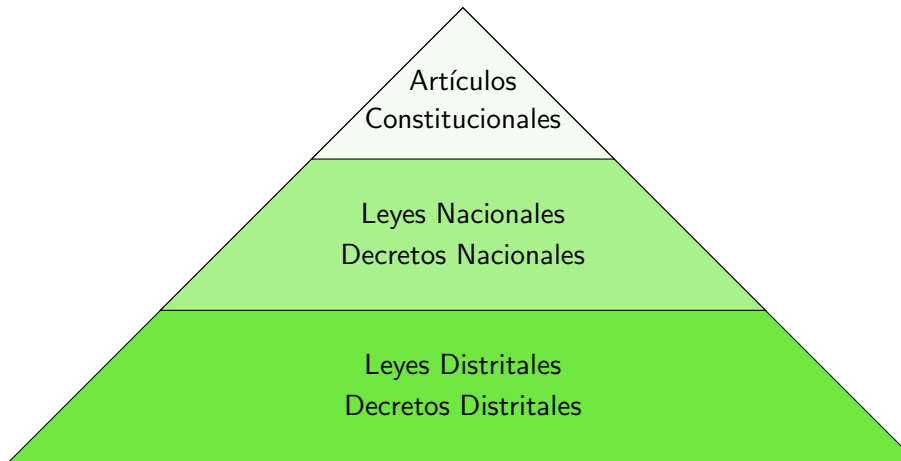 Artículos
Constitucionales
Leyes Nacionales
Decretos Nacionales
Leyes Distritales
Decretos Distritales